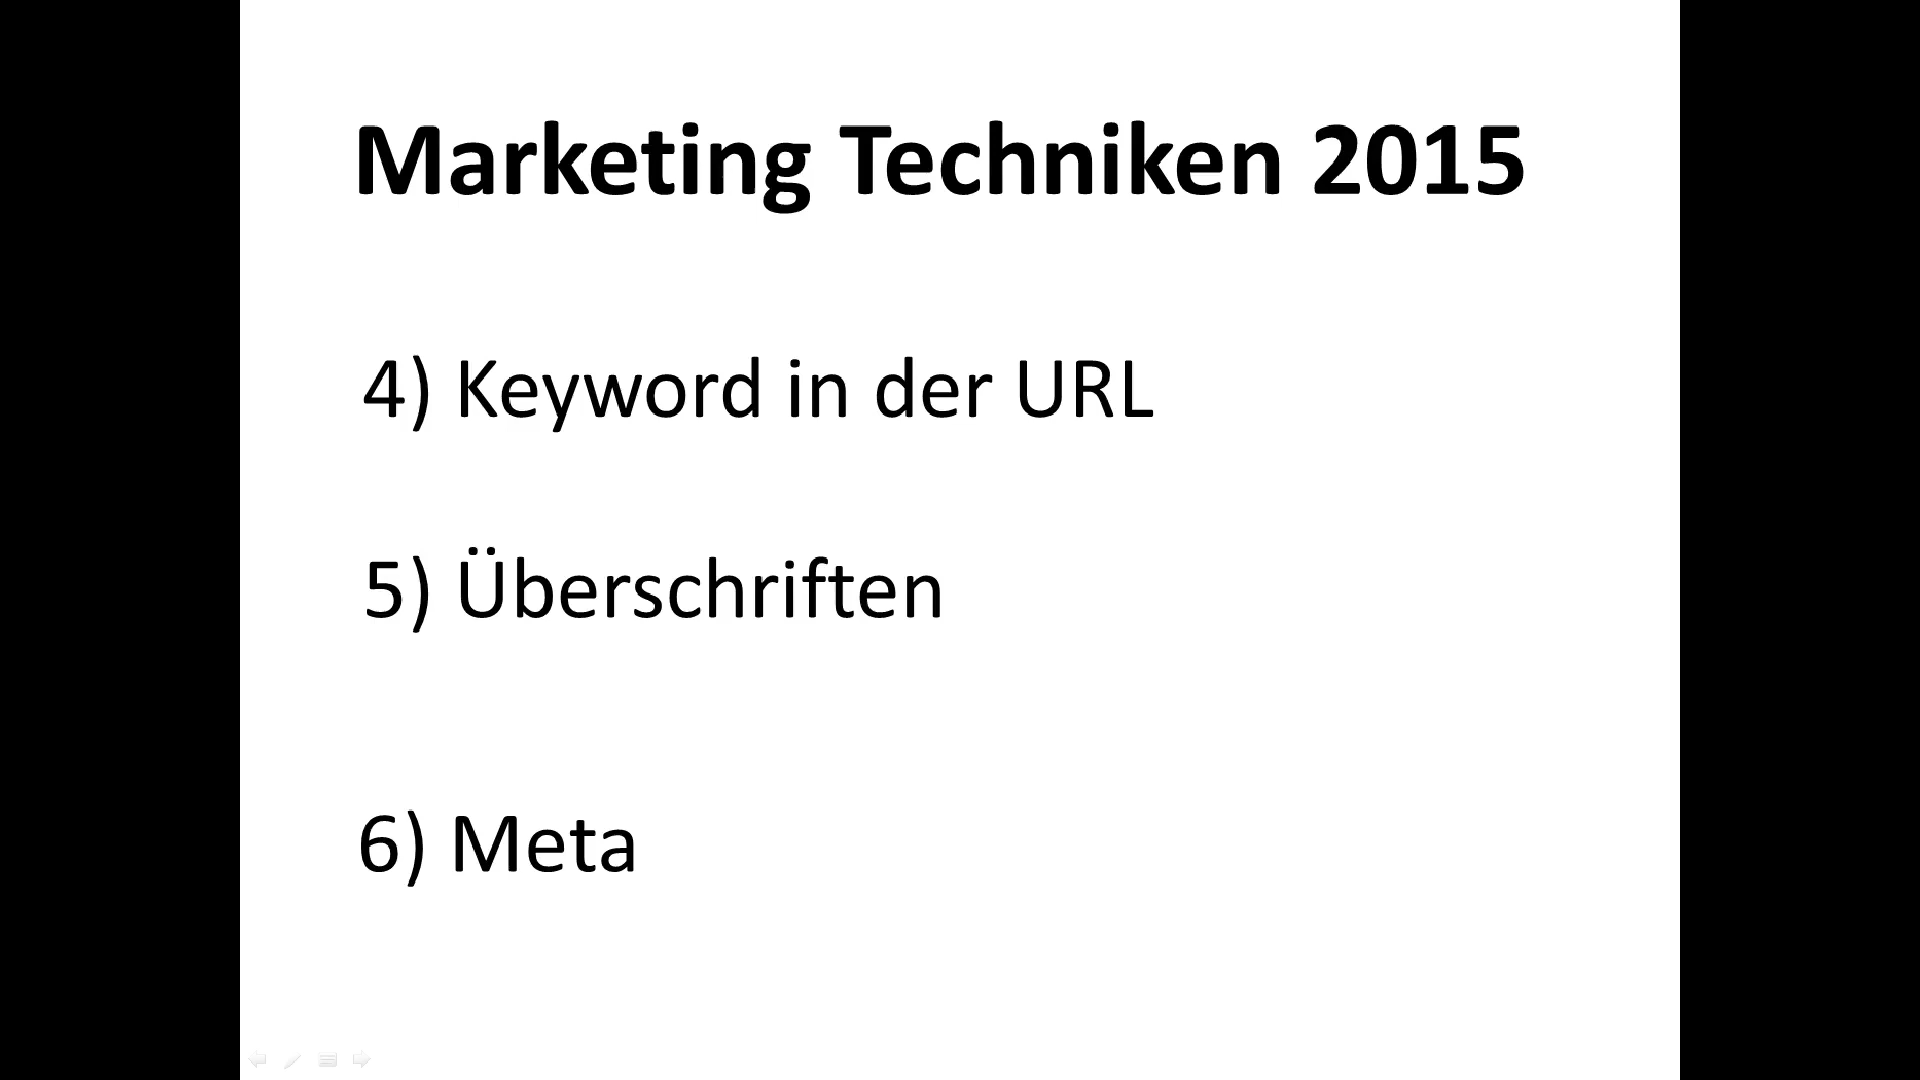 Marketing Techniken 2015
4) Keyword in der URL
5) Überschriften
6) Meta